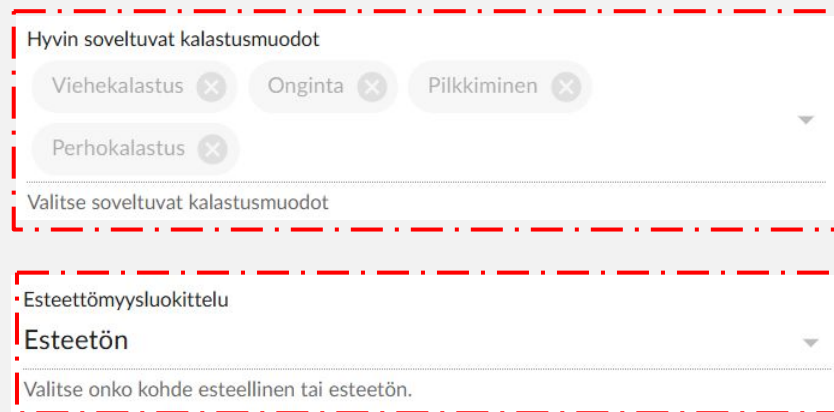 Hyvin soveltuvat kalastusmuodot
Viehekalastus Onginta Pilkkiminen
Perhokalastus
Valitse soveltuvat kalastusmuodot
Esteettömyysluokittelu
Esteetön
Valitse onko kohde esteellinen tai esteetön.